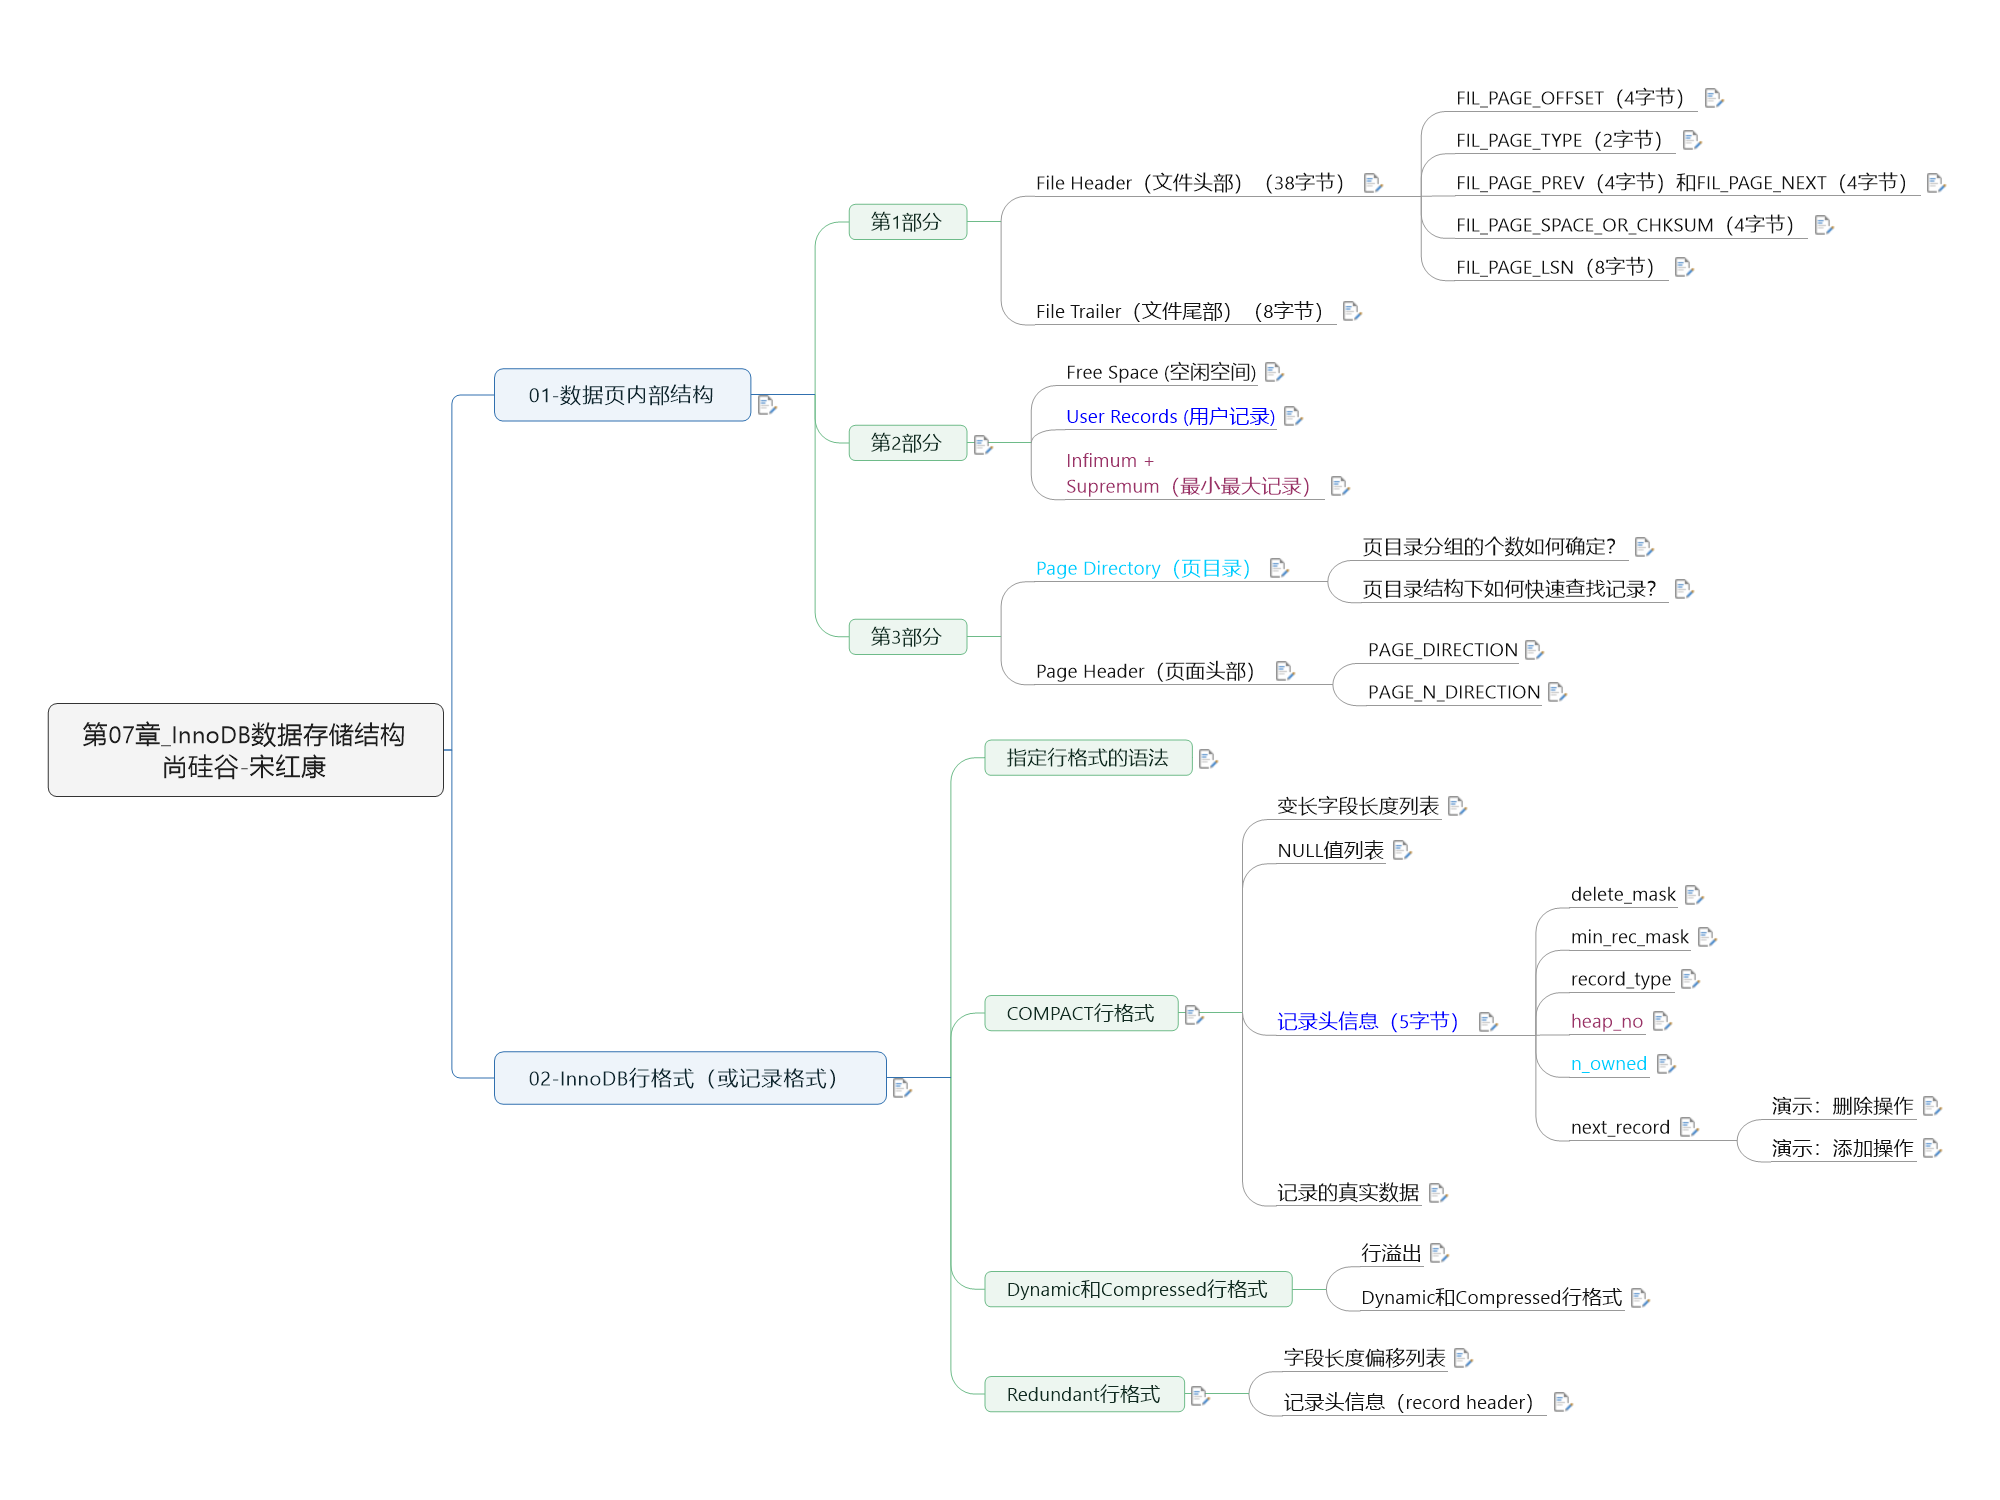 第07章_InnoDB数据存储结构
尚硅谷-宋红康
01-数据页内部结构
第1部分
File Header（文件头部）（38字节）
FIL_PAGE_OFFSET（4字节）
FIL_PAGE_TYPE（2字节）
FIL_PAGE_PREV（4字节）和FIL_PAGE_NEXT（4字节）
FIL_PAGE_SPACE_OR_CHKSUM（4字节）
FIL_PAGE_LSN（8字节）
File Trailer（文件尾部）（8字节）
第2部分
Free Space (空闲空间)
User Records (用户记录)
Infimum +
Supremum（最小最大记录）
第3部分
Page Directory（页目录）
页目录分组的个数如何确定？
页目录结构下如何快速查找记录？
Page Header（页面头部）
PAGE_DIRECTION
PAGE_N_DIRECTION
02-InnoDB行格式（或记录格式）
指定行格式的语法
COMPACT行格式
变长字段长度列表
NULL值列表
记录头信息（5字节）
delete_mask
min_rec_mask
record_type
heap_no
n_owned
next_record
演示：删除操作
演示：添加操作
记录的真实数据
Dynamic和Compressed行格式
行溢出
Dynamic和Compressed行格式
Redundant行格式
字段长度偏移列表
记录头信息（record header）